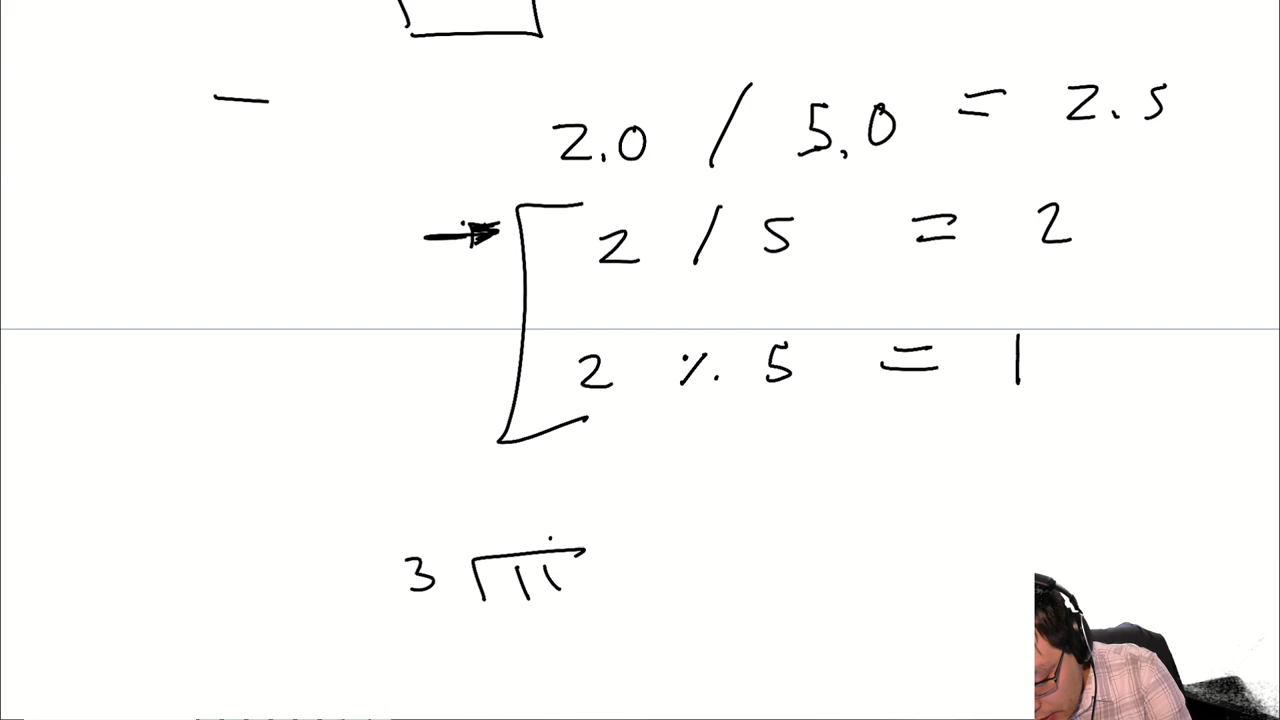 2.0 / 5.0 = 2.5
2 / 5 = 2
2 % 5 = 1
3 11